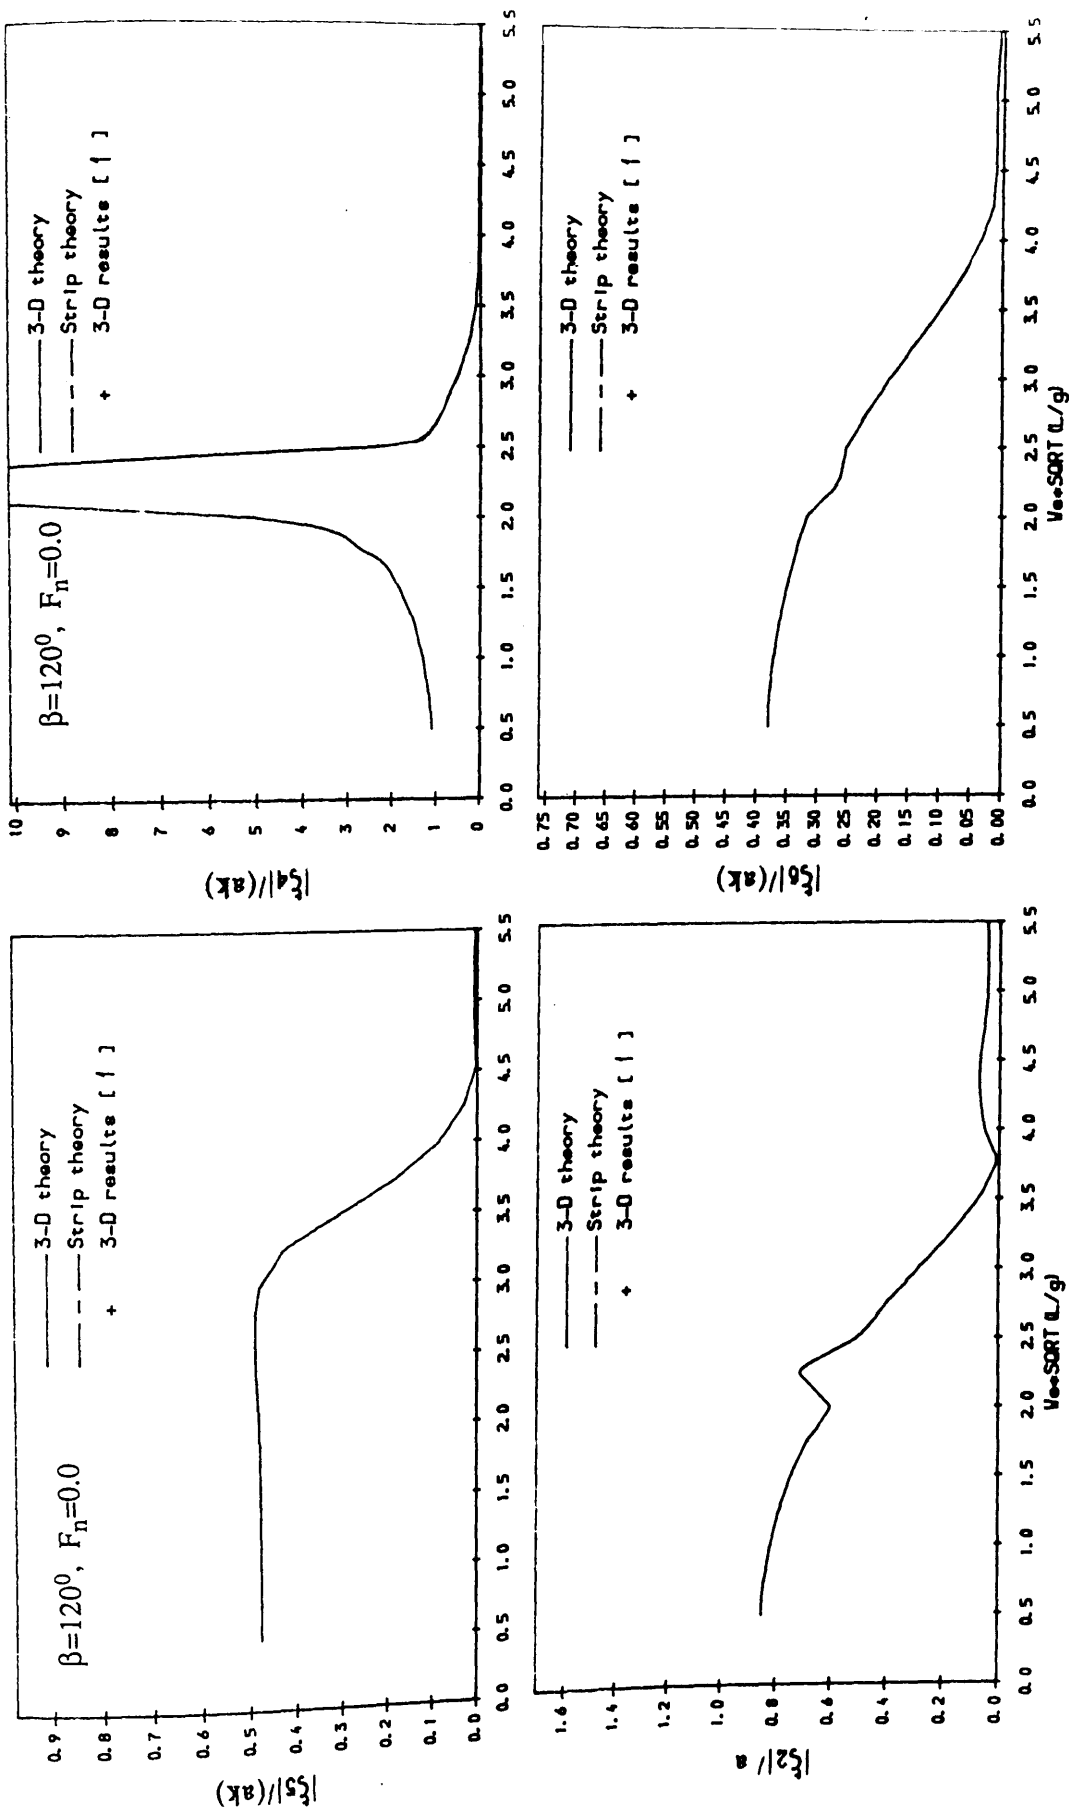 β=120⁰, Fₙ=0.0
3-D theory
Strip theory
+ 3-D results [ 1 ]
|ξ5|/(ak)
0.9
0.8
0.7
0.6
0.5
0.4
0.3
0.2
0.1
0.0
0.0 0.5 1.0 1.5 2.0 2.5 3.0 3.5 4.0 4.5 5.0 5.5
β=120⁰, Fₙ=0.0
3-D theory
Strip theory
+ 3-D results [ 1 ]
|ξ4|/(ak)
10
9
8
7
6
5
4
3
2
1
0
0.0 0.5 1.0 1.5 2.0 2.5 3.0 3.5 4.0 4.5 5.0 5.5
3-D theory
Strip theory
+ 3-D results [ 1 ]
|ξ2|/ a
1.6
1.4
1.2
1.0
0.8
0.6
0.4
0.2
0.0
0.0 0.5 1.0 1.5 2.0 2.5 3.0 3.5 4.0 4.5 5.0 5.5
We*SQRT(L/g)
3-D theory
Strip theory
+ 3-D results [ 1 ]
|ξ6|/(ak)
0.75
0.70
0.65
0.60
0.55
0.50
0.45
0.40
0.35
0.30
0.25
0.20
0.15
0.10
0.05
0.00
0.0 0.5 1.0 1.5 2.0 2.5 3.0 3.5 4.0 4.5 5.0 5.5
We*SQRT(L/g)